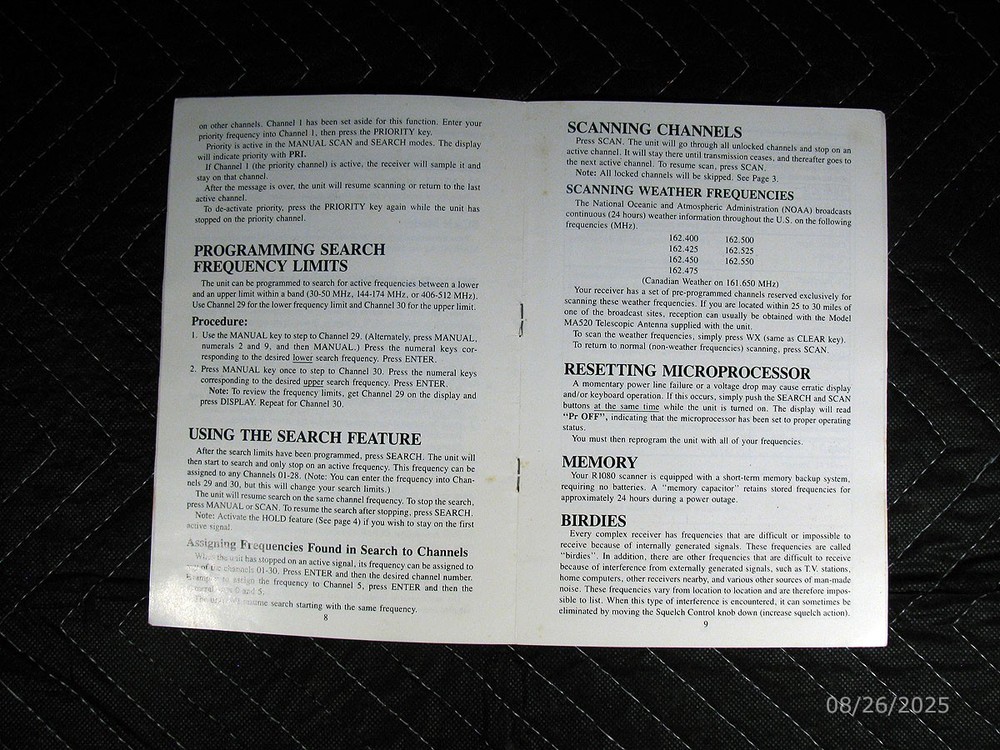 on other channels. Channel 1 has been set aside for this function. Enter your
priority frequency into Channel 1, then press the PRIORITY key.
Priority is active in the MANUAL SCAN and SEARCH modes. The display
will indicate priority with PRI.
If Channel 1 (the priority channel) is active, the receiver will sample it and
stay on that channel.
After the message is over, the unit will resume scanning or return to the last
active channel.
To de-activate priority, press the PRIORITY key again while the unit has
stopped on the priority channel.
PROGRAMMING SEARCH
FREQUENCY LIMITS
The unit can be programmed to search for active frequencies between a lower
and an upper limit within a band (30-50 MHz, 144-174 MHz, or 406-512 MHz).
Use Channel 29 for the lower frequency limit and Channel 30 for the upper limit.
Procedure:
1. Use the MANUAL key to step to Channel 29. (Alternately, press MANUAL,
numerals 2 and 9, and then MANUAL.) Press the numeral keys cor-
responding to the desired lower search frequency. Press ENTER.
2. Press MANUAL key once to step to Channel 30. Press the numeral keys
corresponding to the desired upper search frequency. Press ENTER.
Note: To review the frequency limits, get Channel 29 on the display and
press DISPLAY. Repeat for Channel 30.
USING THE SEARCH FEATURE
After the search limits have been programmed, press SEARCH. The unit will
then start to search and only stop on an active frequency. This frequency can be
assigned to any Channels 01-28. (Note: You can enter the frequency into Chan-
nels 29 and 30, but this will change your search limits.)
The unit will resume search on the same channel frequency. To stop the search,
press MANUAL or SCAN. To resume the search after stopping, press SEARCH.
Note: Activate the HOLD feature (See page 4) if you wish to stay on the first
active signal.
Assigning Frequencies Found in Search to Channels
the unit has stopped on an active signal, its frequency can be assigned to
any of the channels 01-30. Press ENTER and then the desired channel number.
Example: to assign the frequency to Channel 5, press ENTER and then the
0 and 5.
resume search starting with the same frequency.
8
SCANNING CHANNELS
Press SCAN. The unit will go through all unlocked channels and stop on an
active channel. It will stay there until transmission ceases, and thereafter goes to
the next active channel. To resume scan, press SCAN.
Note: All locked channels will be skipped. See Page 3.
SCANNING WEATHER FREQUENCIES
The National Oceanic and Atmospheric Administration (NOAA) broadcasts
continuous (24 hours) weather information throughout the U.S. on the following
frequencies (MHz).
162.400 162.500
162.425 162.525
162.450 162.550
162.475
(Canadian Weather on 161.650 MHz)
Your receiver has a set of pre-programmed channels reserved exclusively for
scanning these weather frequencies. If you are located within 25 to 30 miles of
one of the broadcast sites, reception can usually be obtained with the Model
MA520 Telescopic Antenna supplied with the unit.
To scan the weather frequencies, simply press WX (same as CLEAR key).
To return to normal (non-weather frequencies) scanning, press SCAN.
RESETTING MICROPROCESSOR
A momentary power line failure or a voltage drop may cause erratic display
and/or keyboard operation. If this occurs, simply push the SEARCH and SCAN
buttons at the same time while the unit is turned on. The display will read
“Pr OFF”, indicating that the microprocessor has been set to proper operating
status.
You must then reprogram the unit with all of your frequencies.
MEMORY
Your R1080 scanner is equipped with a short-term memory backup system,
requiring no batteries. A “memory capacitor” retains stored frequencies for
approximately 24 hours during a power outage.
BIRDIES
Every complex receiver has frequencies that are difficult or impossible to
receive because of internally generated signals. These frequencies are called
“birdies”. In addition, there are other frequencies that are difficult to receive
because of interference from externally generated signals, such as T.V. stations,
home computers, other receivers nearby, and various other sources of man-made
noise. These frequencies vary from location to location and are therefore impos-
sible to list. When this type of interference is encountered, it can sometimes be
eliminated by moving the Squelch Control knob down (increase squelch action).
9
08/26/2025